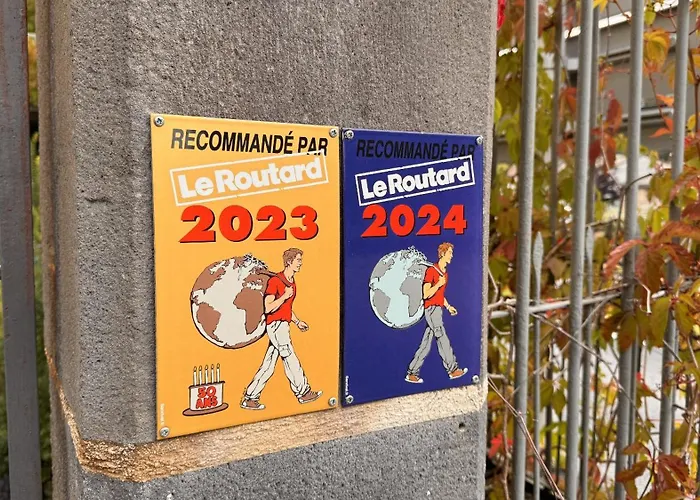 RECOMMANDÉ PAR
Le Routard
2023
50
ANS
RECOMMANDÉ PAR
Le Routard
2024